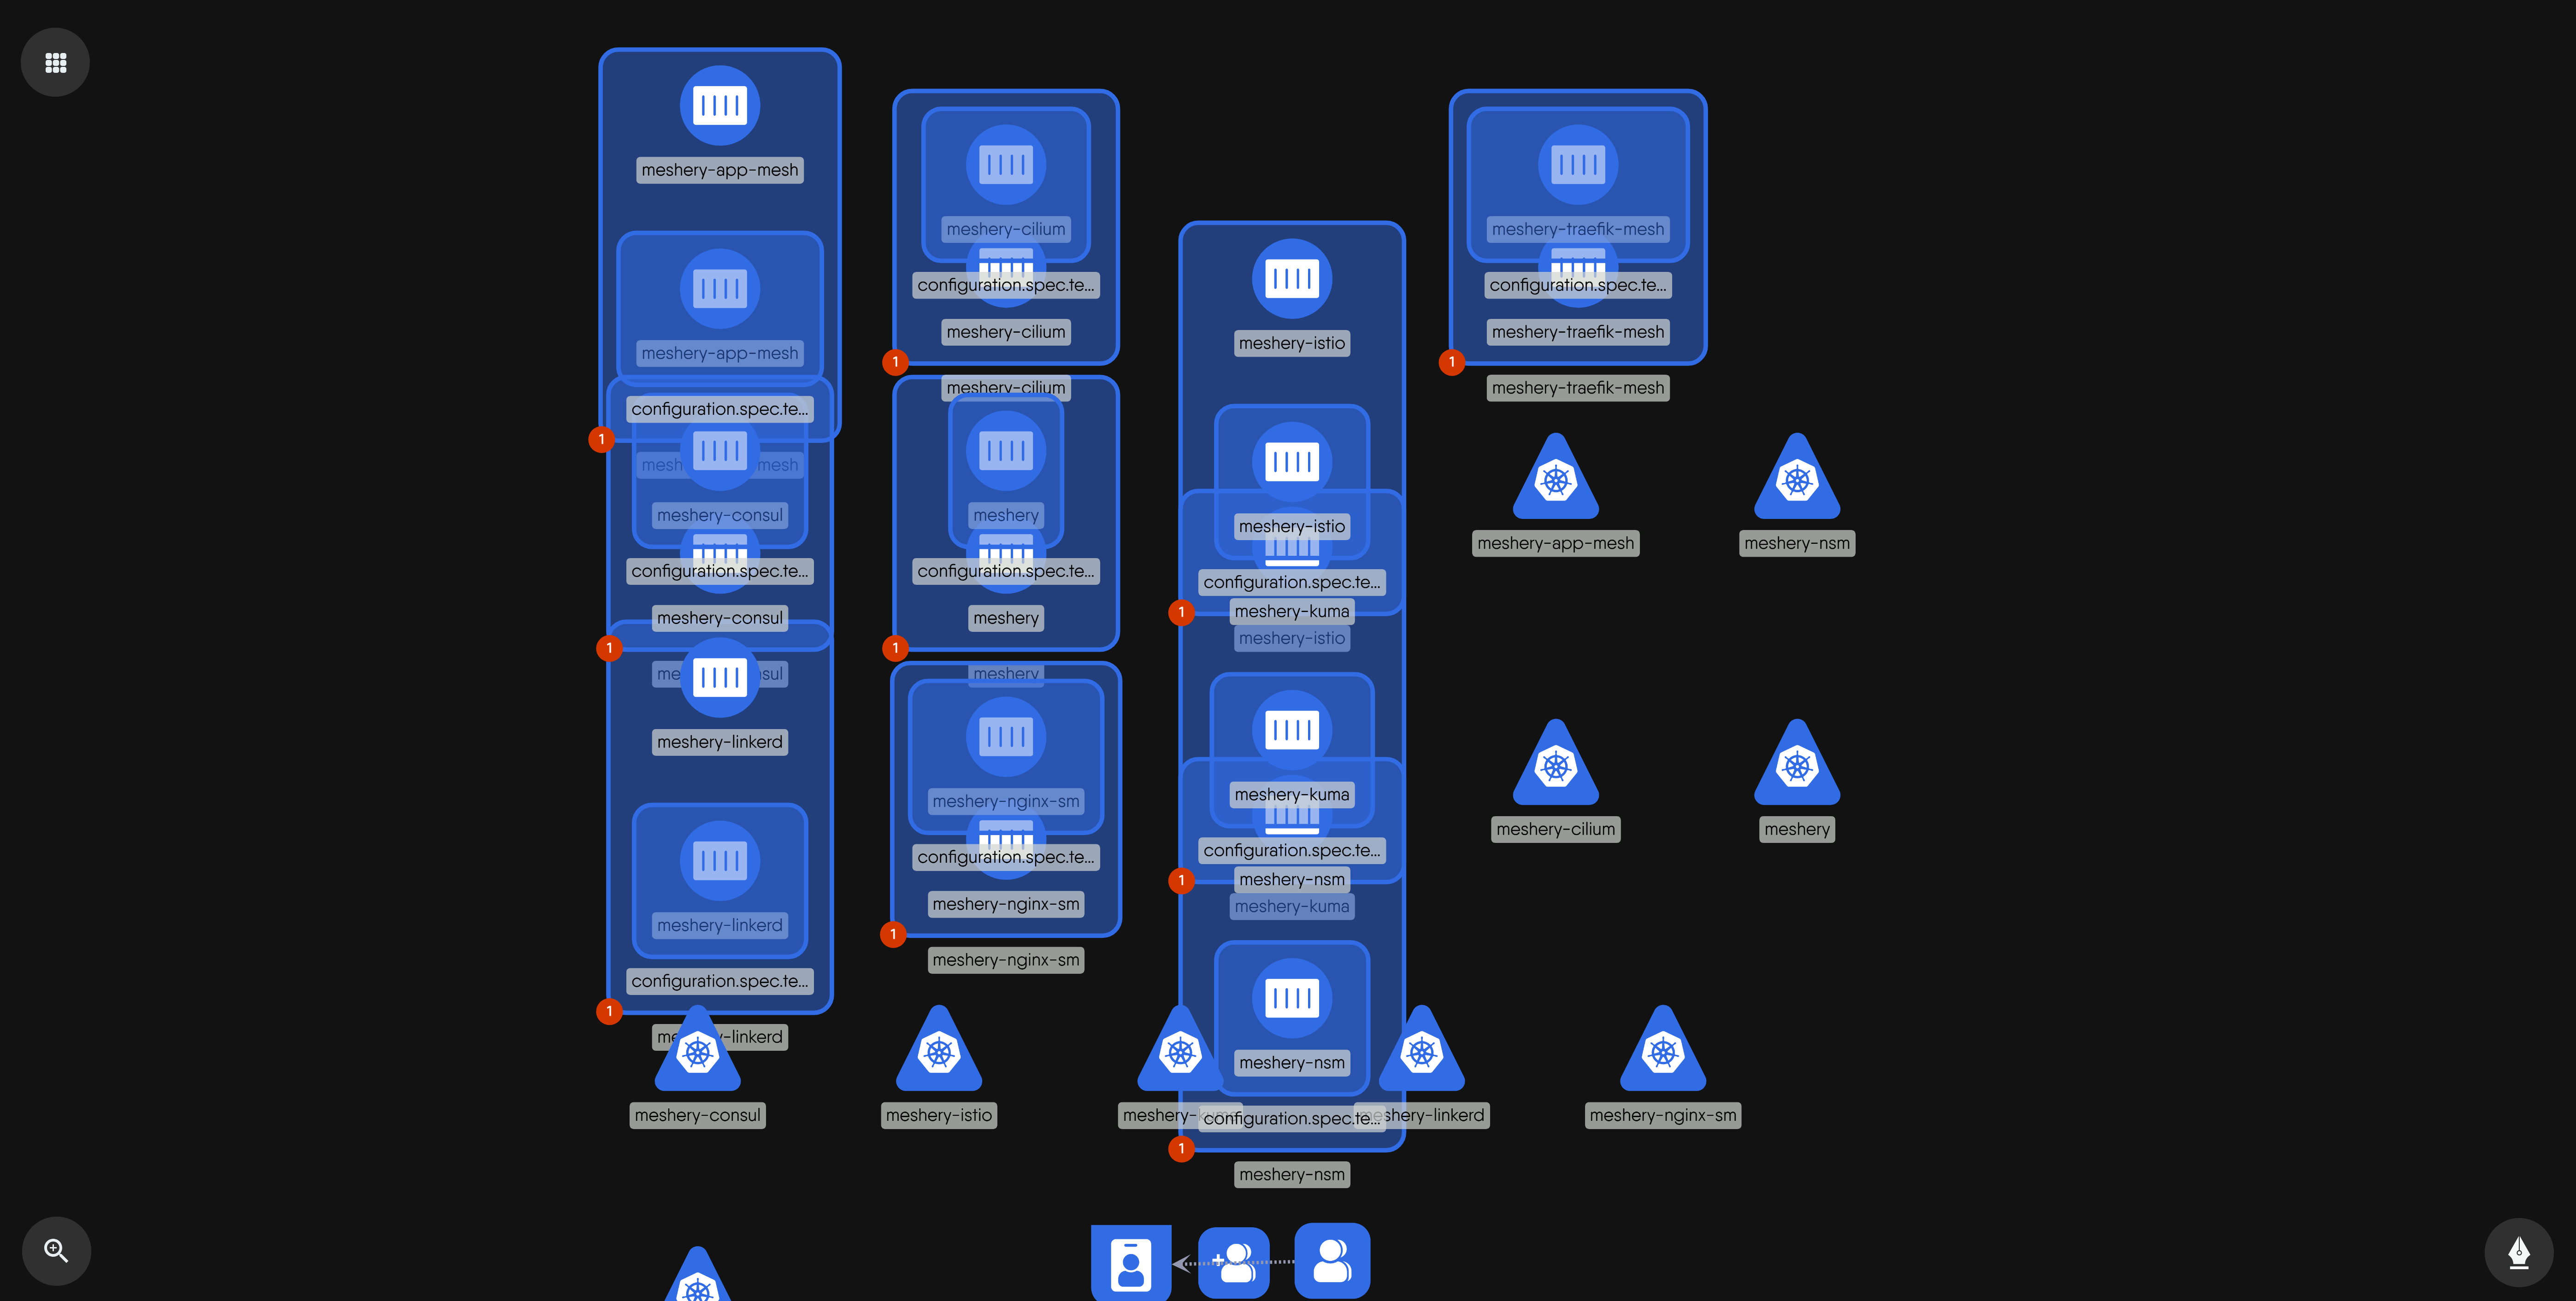 meshery-app-mesh
meshery-app-mesh
configuration.spec.te...
1
mesh mesh
meshery-consul
configuration.spec.te...
meshery-consul
1
me sul
meshery-linkerd
meshery-linkerd
configuration.spec.te...
1
me -linkerd
meshery-cilium
configuration.spec.te...
meshery-cilium
1
meshery-cilium
meshery
configuration.spec.te...
meshery
1
meshery
meshery-nginx-sm
configuration.spec.te...
meshery-nginx-sm
1
meshery-nginx-sm
meshery-istio
meshery-istio
configuration.spec.te...
meshery-kuma
1
meshery-istio
meshery-kuma
configuration.spec.te...
meshery-nsm
1
meshery-kuma
meshery-nsm
configuration.spec.te...
1
meshery-nsm
meshery-traefik-mesh
configuration.spec.te...
meshery-traefik-mesh
1
meshery-traefik-mesh
meshery-app-mesh
meshery-nsm
meshery-cilium
meshery
meshery-consul
meshery-istio
meshery-kuma
meshery-linkerd
meshery-nginx-sm